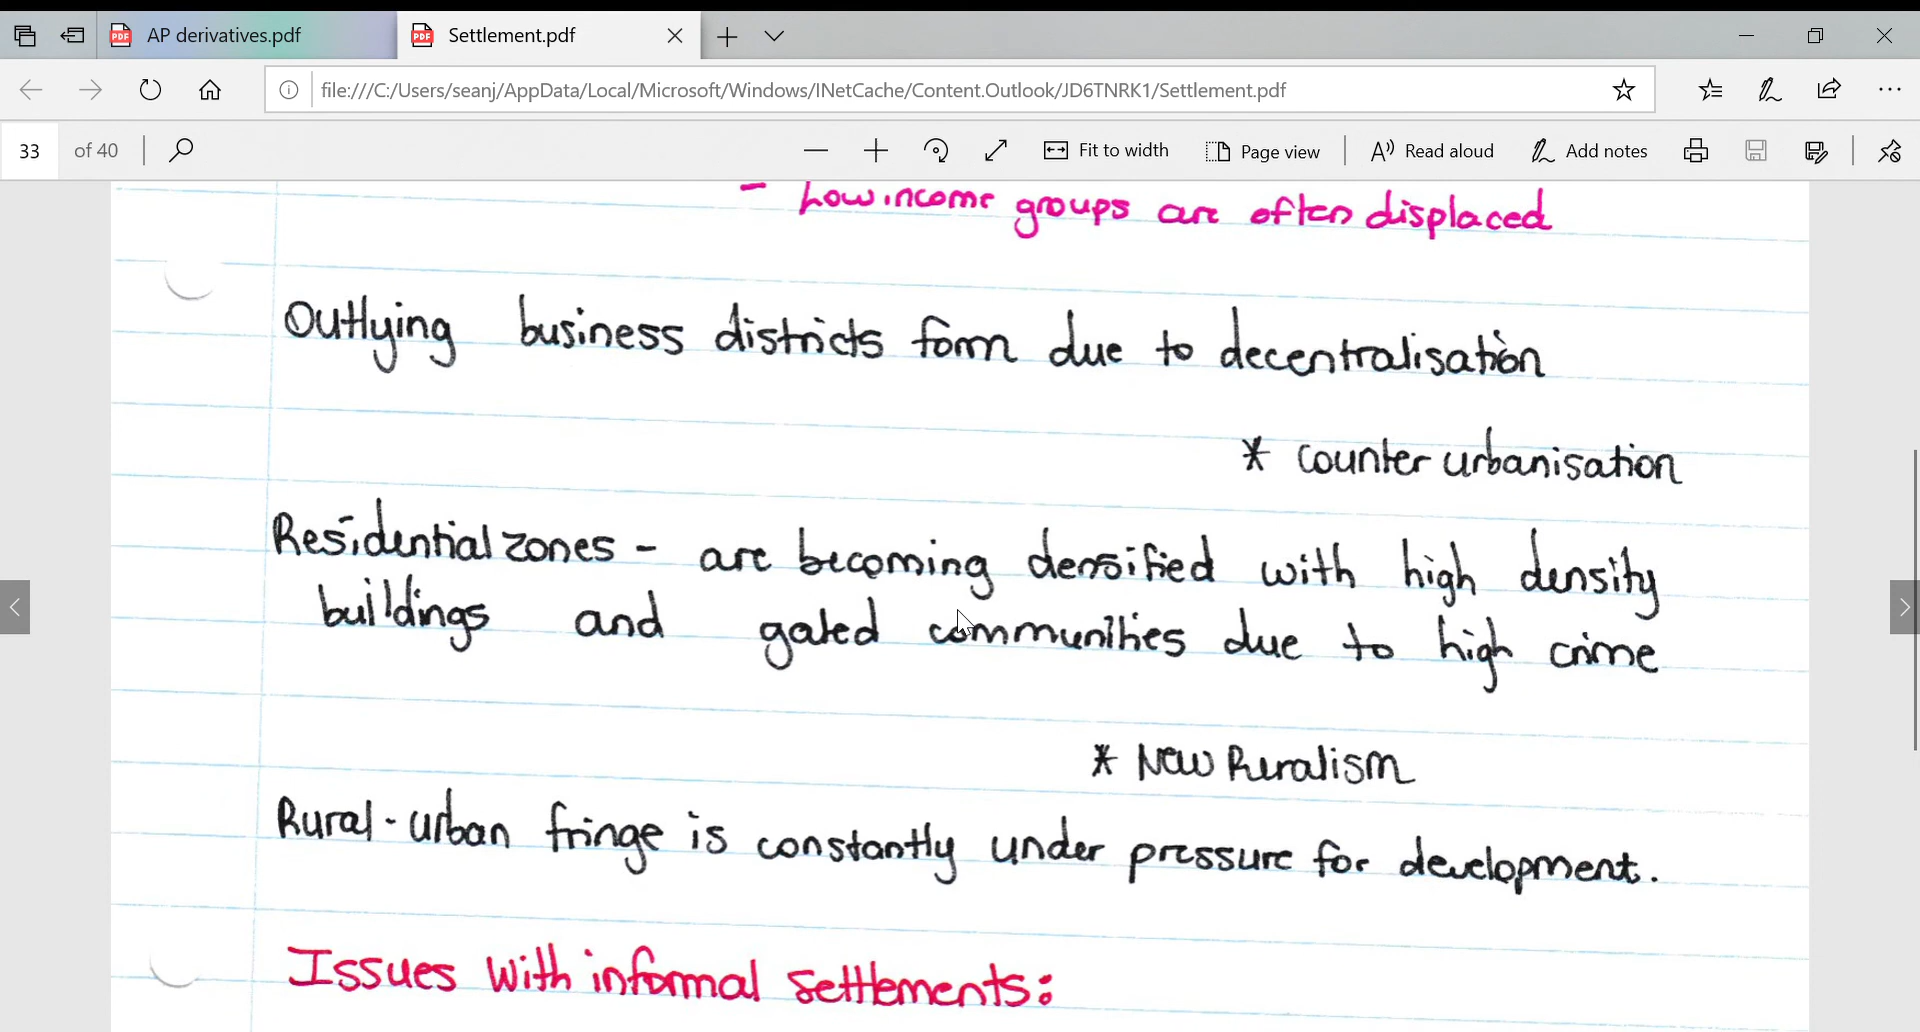 AP derivatives.pdf Settlement.pdf
file:///C:/Users/seanj/AppData/Local/Microsoft/Windows/INetCache/Content.Outlook/JD6TNRK1/Settlement.pdf
33 of 40 Fit to width Page view Read aloud Add notes
- Low income groups are often displaced
Outlying business districts form due to decentralisation
* Counter urbanisation
Residential zones - are becoming densified with high density
buildings and gated communities due to high crime
* New Ruralism
Rural-urban fringe is constantly under pressure for development.
Issues with informal settlements: